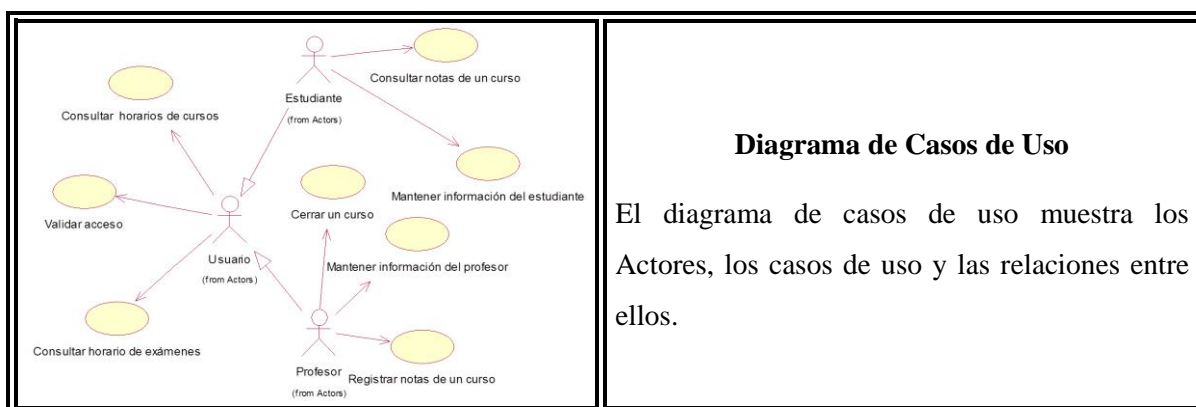 Consultar notas de un curso
Estudiante
(from Actors)
Consultar horarios de cursos
Mantener información del estudiante
Cerrar un curso
Validar acceso
Usuario
(from Actors)
Mantener información del profesor
Consultar horario de exámenes
Profesor
(from Actors)
Registrar notas de un curso
Diagrama de Casos de Uso
El diagrama de casos de uso muestra los
Actores, los casos de uso y las relaciones entre
ellos.